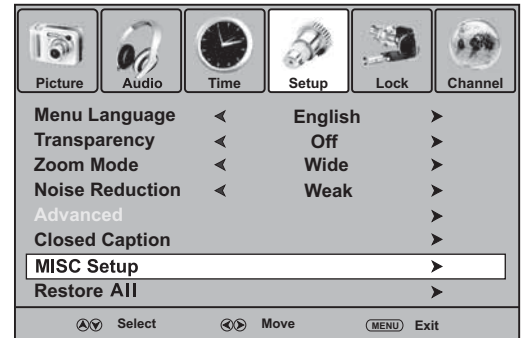 Picture Audio Time Setup Lock Channel
Menu Language English
Transparency Off
Zoom Mode Wide
Noise Reduction Weak
Advanced
Closed Caption
MISC Setup
Restore All
Select Move MENU Exit